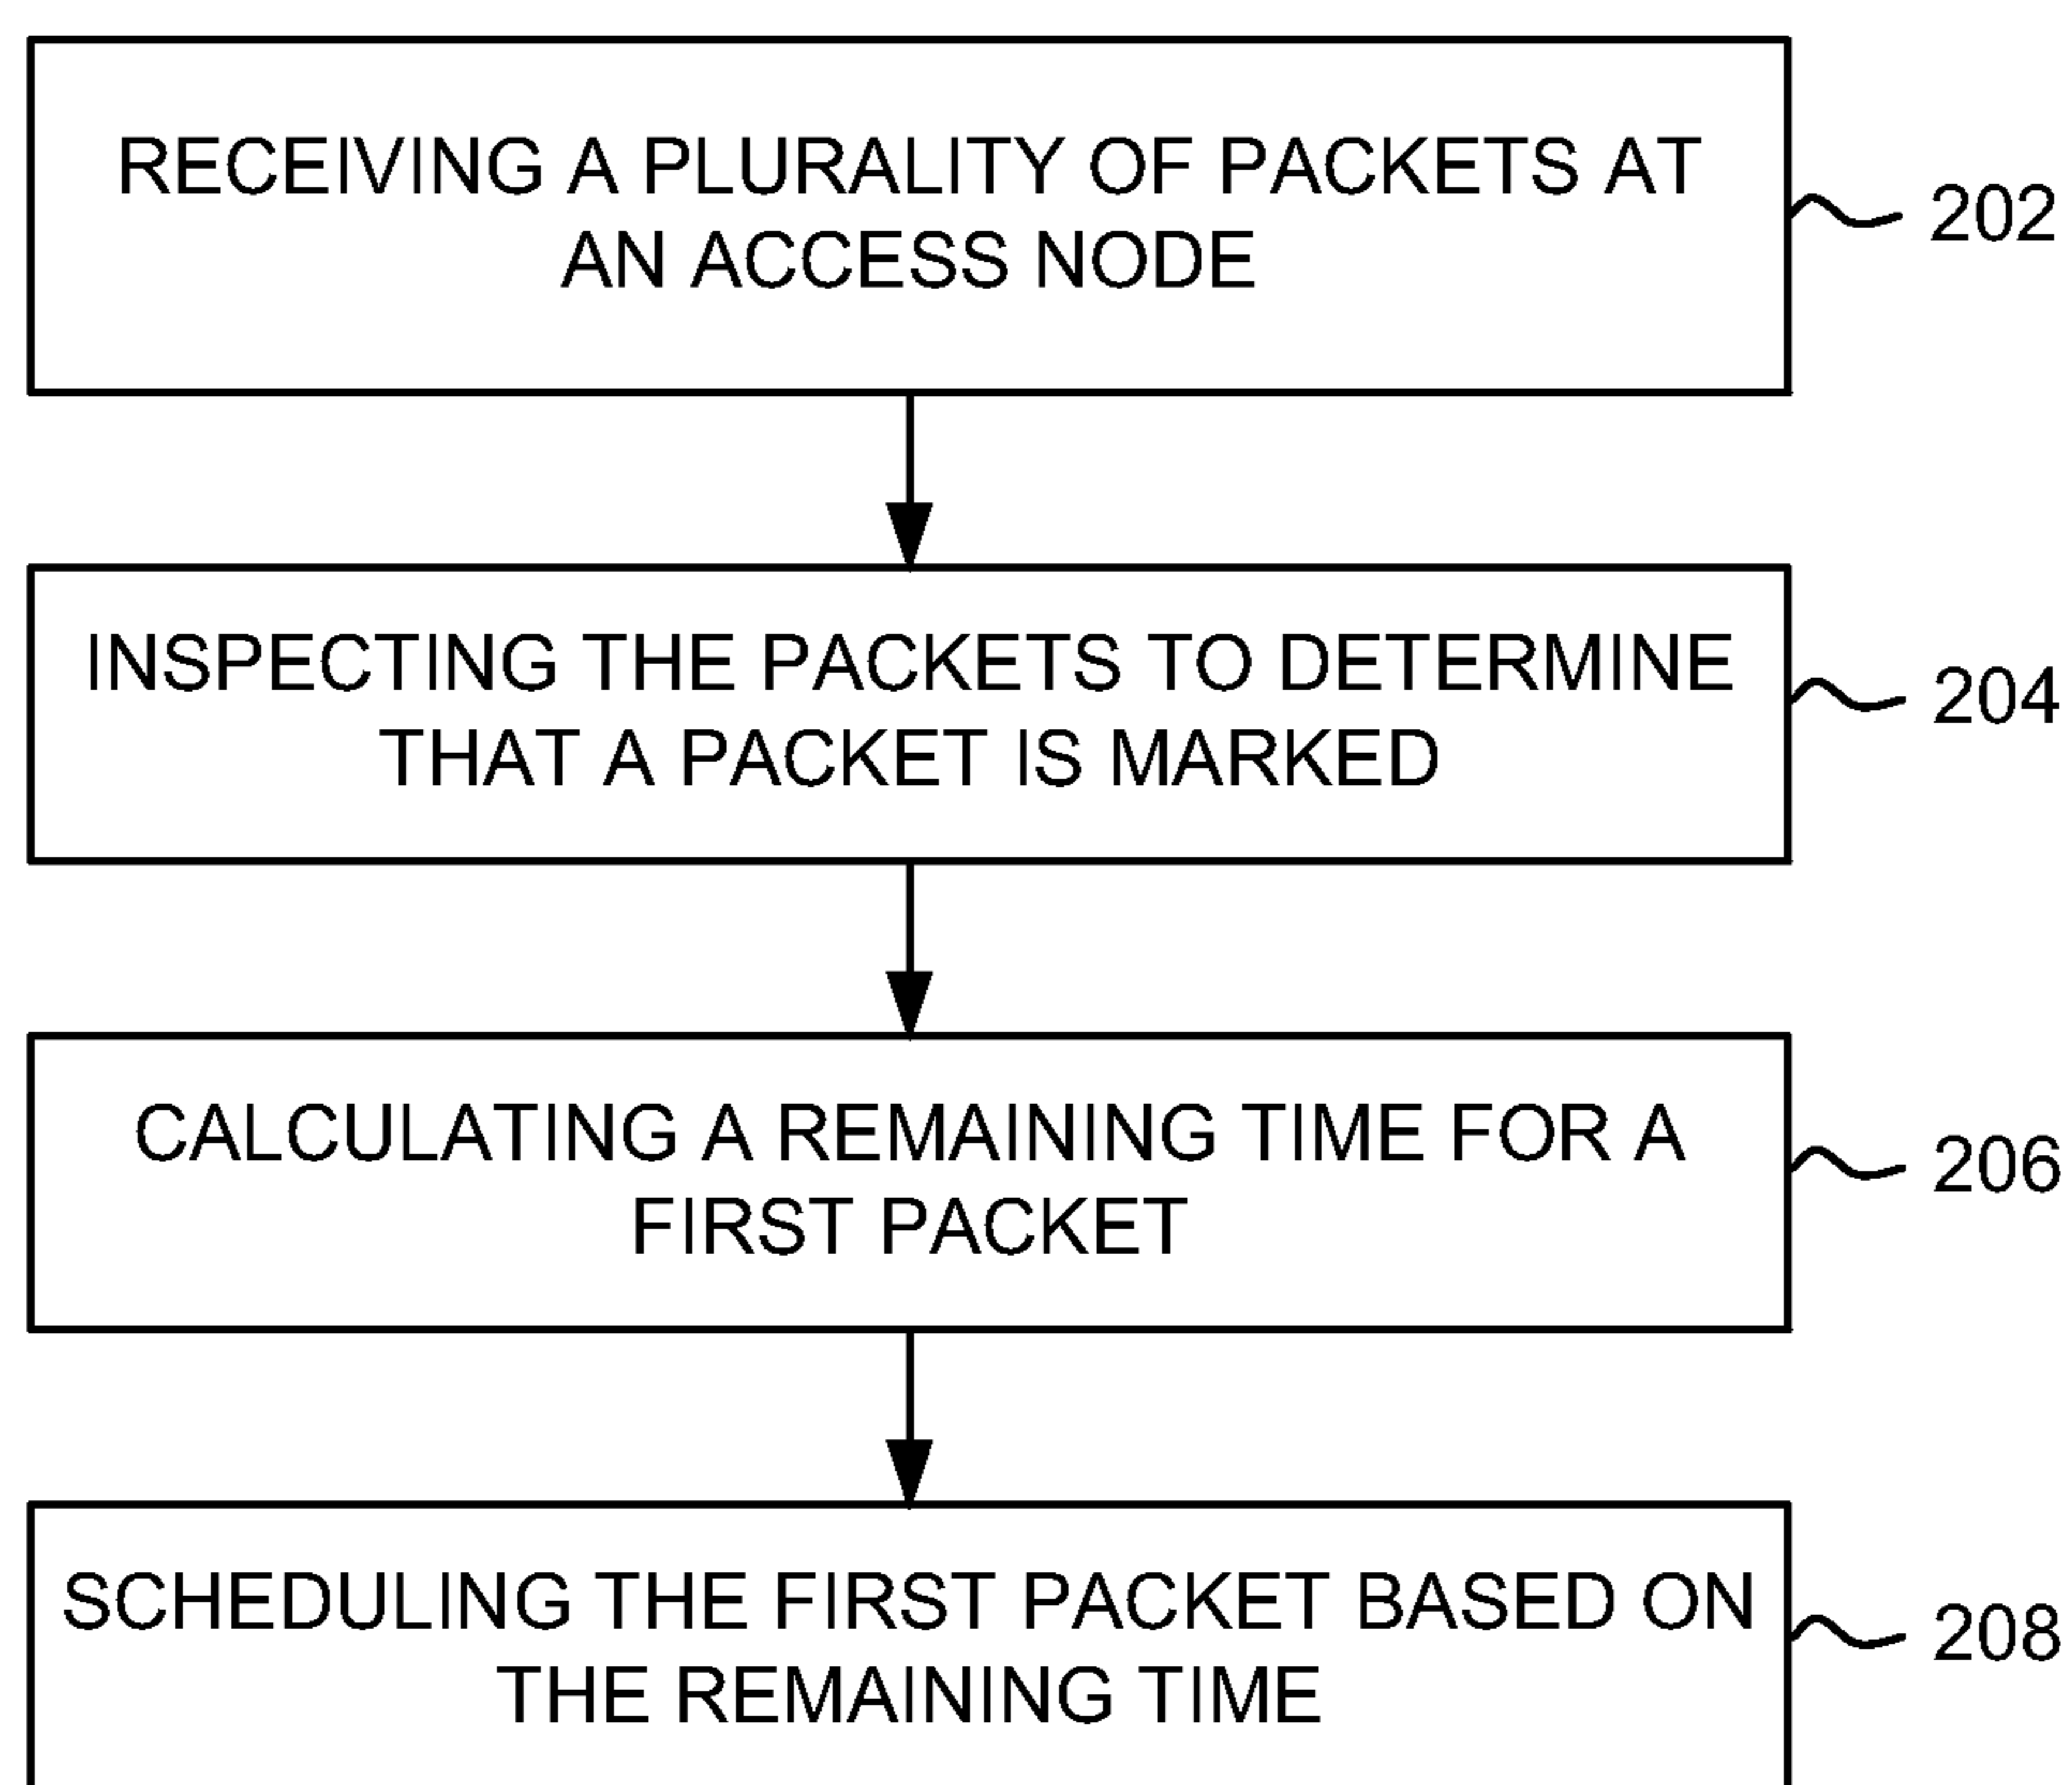 RECEIVING A PLURALITY OF PACKETS AT
AN ACCESS NODE
202
INSPECTING THE PACKETS TO DETERMINE
THAT A PACKET IS MARKED
204
CALCULATING A REMAINING TIME FOR A
FIRST PACKET
206
SCHEDULING THE FIRST PACKET BASED ON
THE REMAINING TIME
208